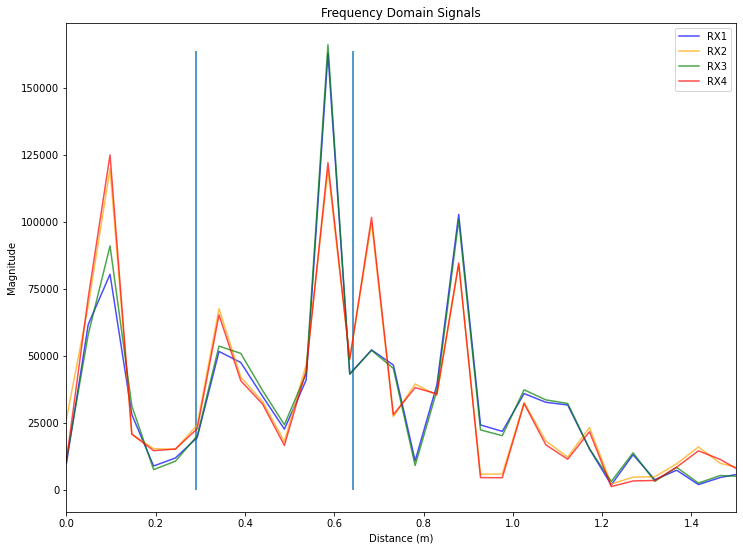 Frequency Domain Signals
RX1
RX2
RX3
RX4
Magnitude
150000
125000
100000
75000
50000
25000
0
0.0 0.2 0.4 0.6 0.8 1.0 1.2 1.4
Distance (m)